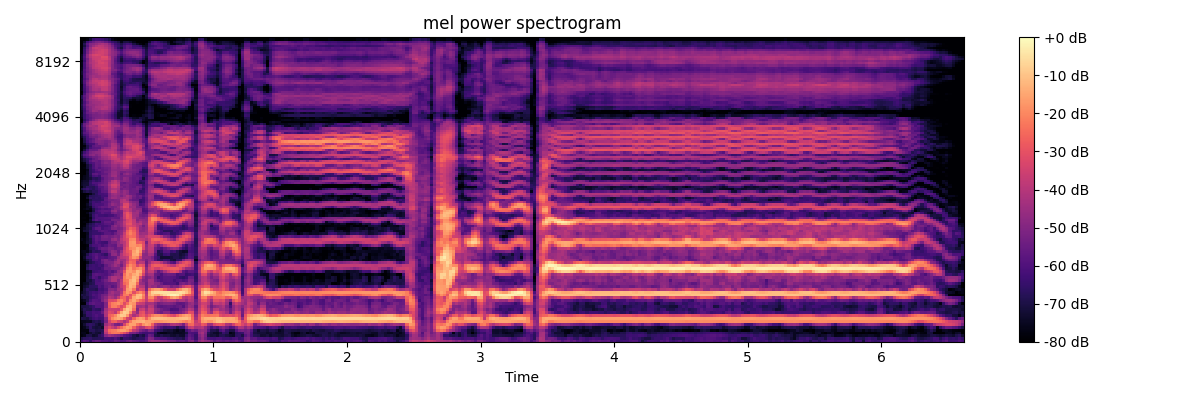 mel power spectrogram
8192
4096
2048
1024
512
0
Hz
0 1 2 3 4 5 6
Time
+0 dB
-10 dB
-20 dB
-30 dB
-40 dB
-50 dB
-60 dB
-70 dB
-80 dB